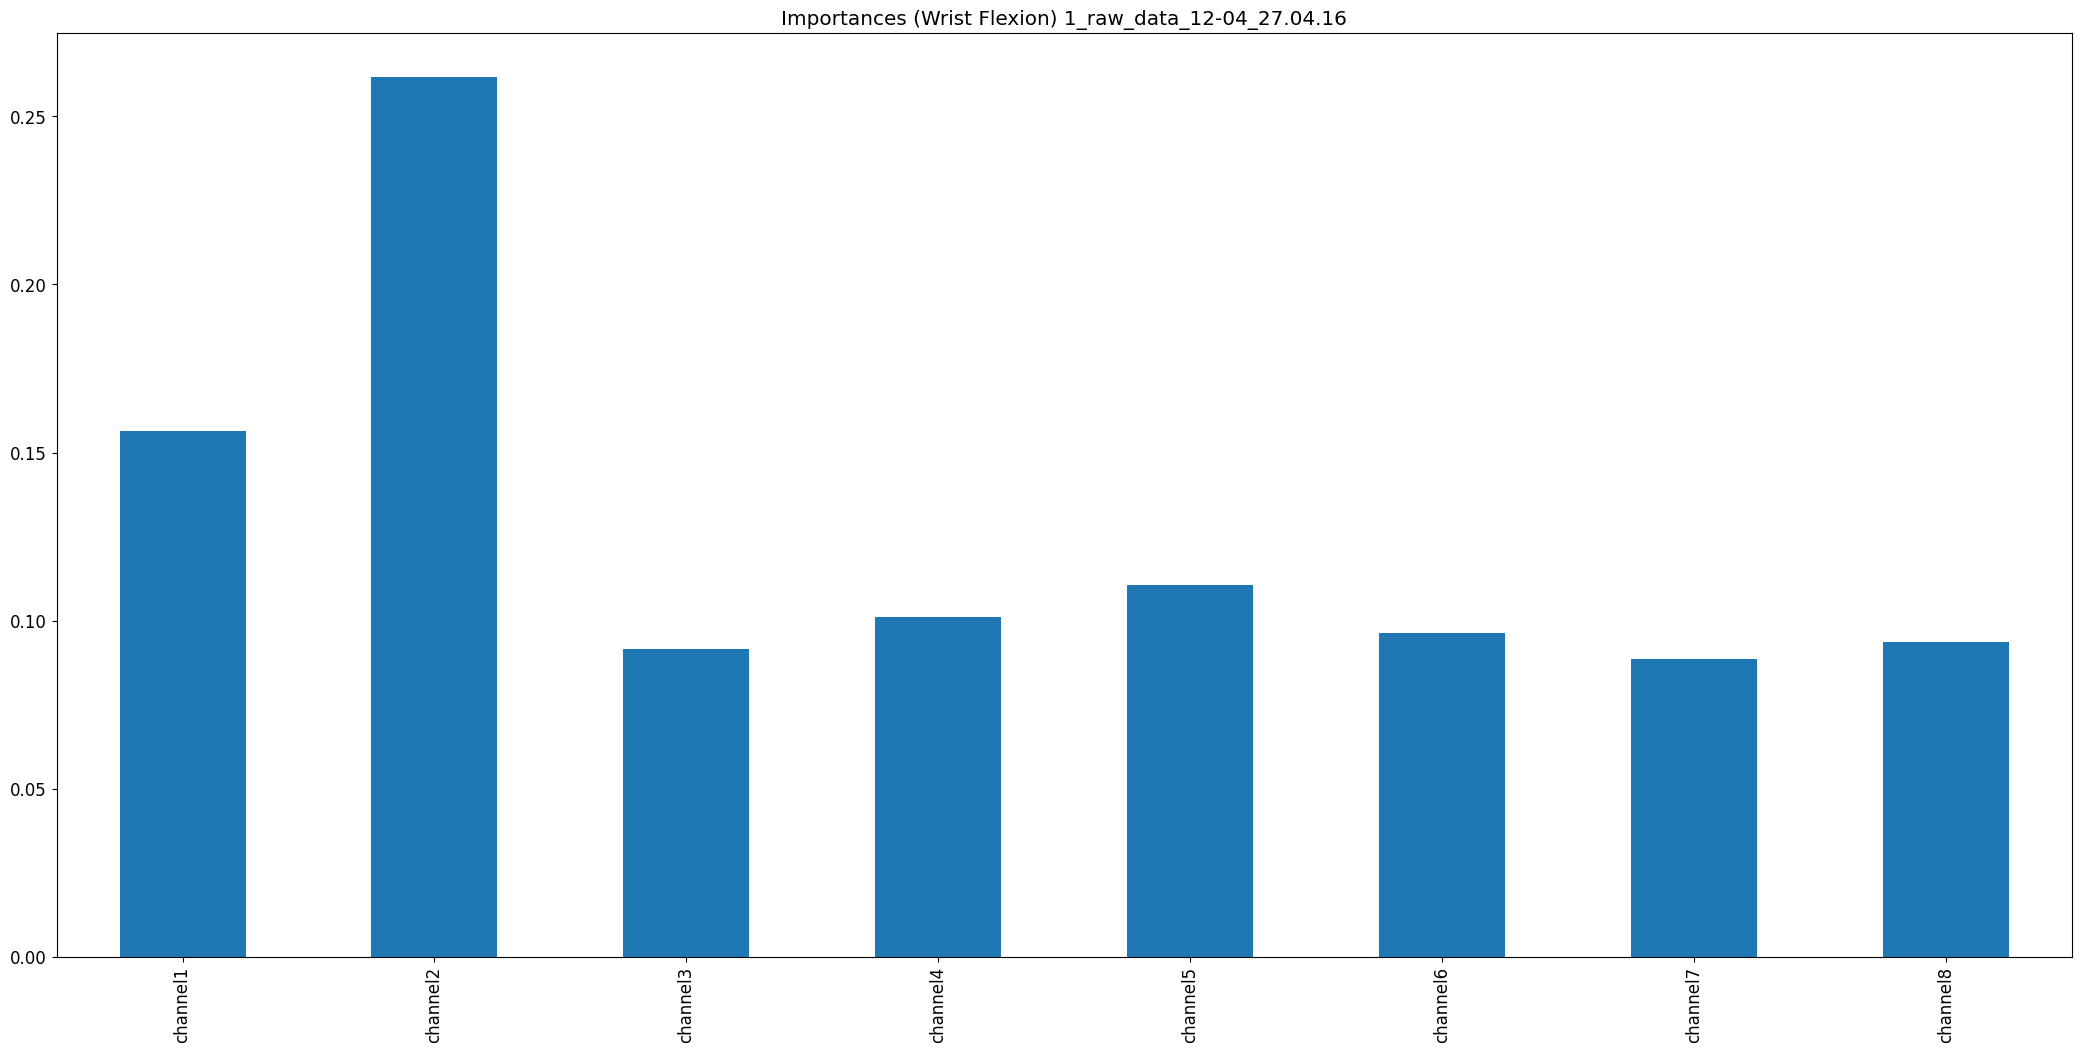 Importances (Wrist Flexion) 1_raw_data_12-04_27.04.16
0.25
0.20
0.15
0.10
0.05
0.00
channel1
channel2
channel3
channel4
channel5
channel6
channel7
channel8